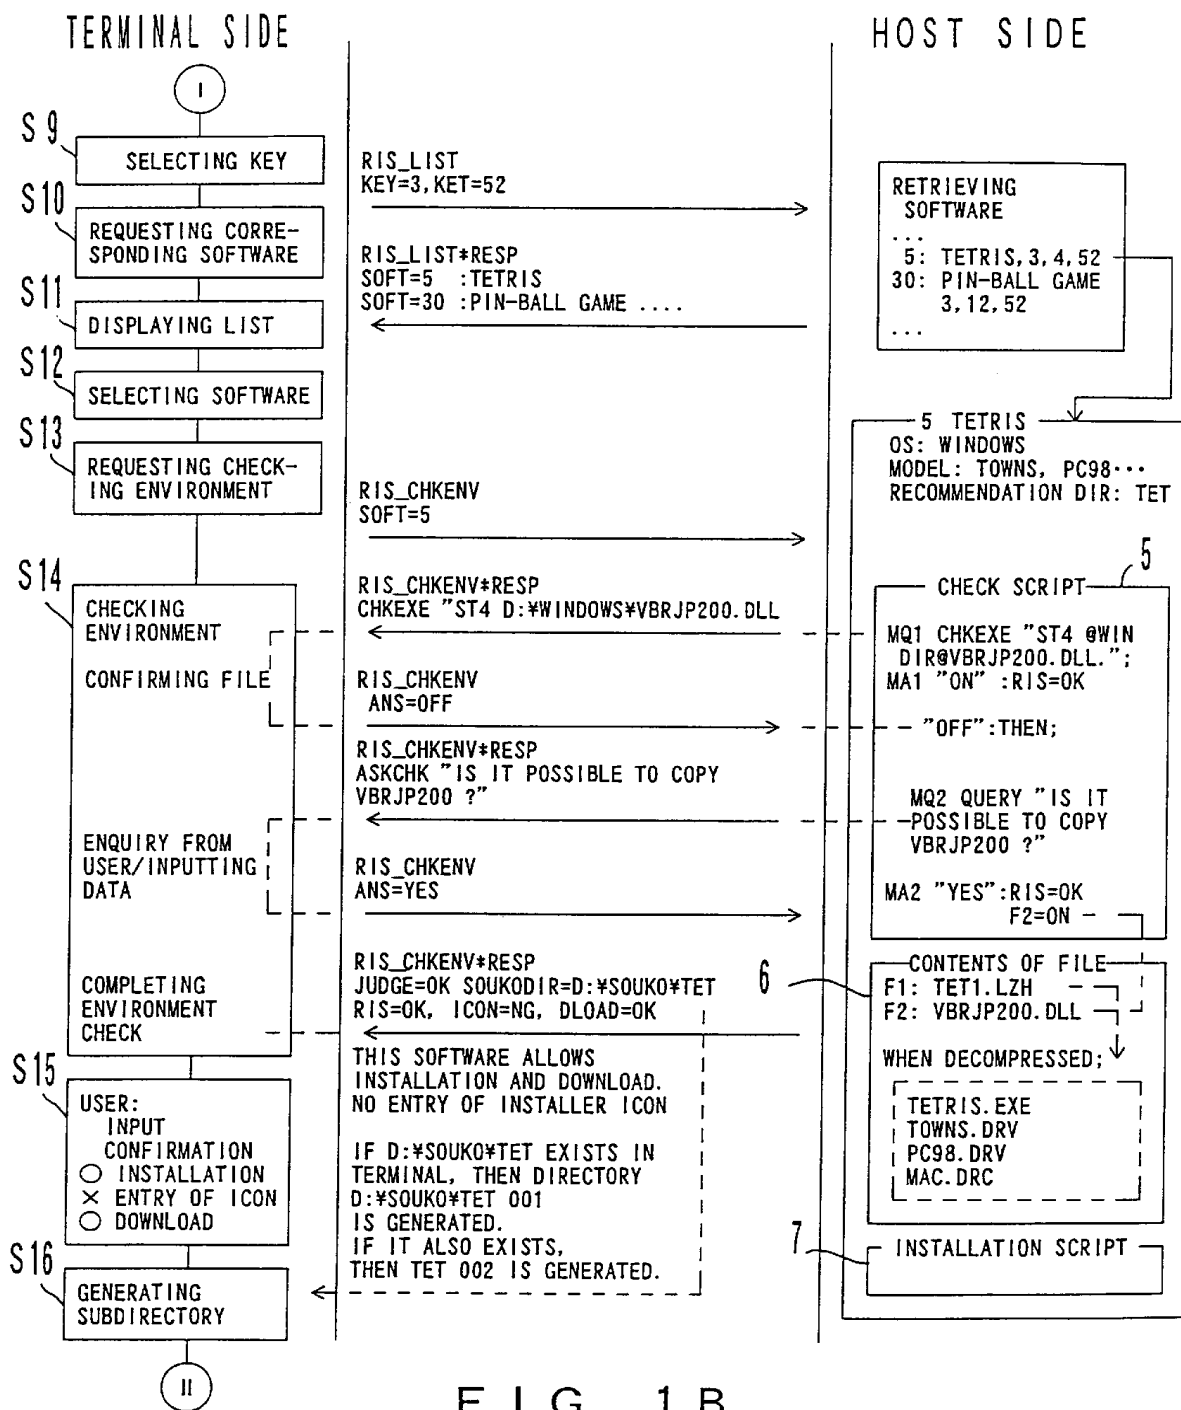 TERMINAL SIDE
HOST SIDE
I
S9
SELECTING KEY
S10
REQUESTING CORRE-
SPONDING SOFTWARE
S11
DISPLAYING LIST
S12
SELECTING SOFTWARE
S13
REQUESTING CHECK-
ING ENVIRONMENT
S14
CHECKING
ENVIRONMENT
CONFIRMING FILE
ENQUIRY FROM
USER/INPUTTING
DATA
COMPLETING
ENVIRONMENT
CHECK
S15
USER:
INPUT
CONFIRMATION
○ INSTALLATION
× ENTRY OF ICON
○ DOWNLOAD
S16
GENERATING
SUBDIRECTORY
II
RIS_LIST
KEY=3,KET=52
RIS_LIST*RESP
SOFT=5 :TETRIS
SOFT=30 :PIN-BALL GAME ....
RIS_CHKENV
SOFT=5
RIS_CHKENV*RESP
CHKEXE "ST4 D:¥WINDOWS¥VBRJP200.DLL
RIS_CHKENV
ANS=OFF
RIS_CHKENV*RESP
ASKCHK "IS IT POSSIBLE TO COPY
VBRJP200 ?"
RIS_CHKENV
ANS=YES
RIS_CHKENV*RESP
JUDGE=OK SOUKODIR=D:¥SOUKO¥TET
RIS=OK, ICON=NG, DLOAD=OK
THIS SOFTWARE ALLOWS
INSTALLATION AND DOWNLOAD.
NO ENTRY OF INSTALLER ICON
IF D:¥SOUKO¥TET EXISTS IN
TERMINAL, THEN DIRECTORY
D:¥SOUKO¥TET 001
IS GENERATED.
IF IT ALSO EXISTS,
THEN TET 002 IS GENERATED.
RETRIEVING
SOFTWARE
...
5: TETRIS,3,4,52
30: PIN-BALL GAME
3,12,52
...
5 TETRIS
OS: WINDOWS
MODEL: TOWNS, PC98···
RECOMMENDATION DIR: TET
5
CHECK SCRIPT
MQ1 CHKEXE "ST4 @WIN
DIR@VBRJP200.DLL.";
MA1 "ON" :RIS=OK
"OFF":THEN;
MQ2 QUERY "IS IT
POSSIBLE TO COPY
VBRJP200 ?"
MA2 "YES":RIS=OK
F2=ON
6
CONTENTS OF FILE
F1: TET1.LZH
F2: VBRJP200.DLL
WHEN DECOMPRESSED;
TETRIS.EXE
TOWNS.DRV
PC98.DRV
MAC.DRC
7
INSTALLATION SCRIPT
FIG. 1B